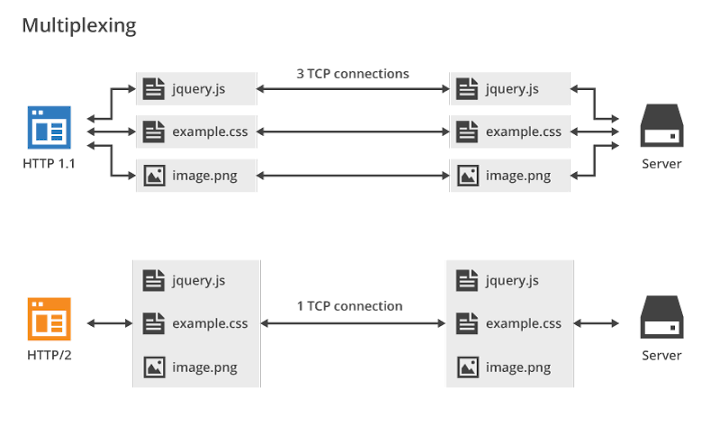 Multiplexing
3 TCP connections
jquery.js
jquery.js
example.css
example.css
HTTP 1.1
Server
image.png
image.png
jquery.js
jquery.js
1 TCP connection
example.css
example.css
HTTP/2
Server
image.png
image.png